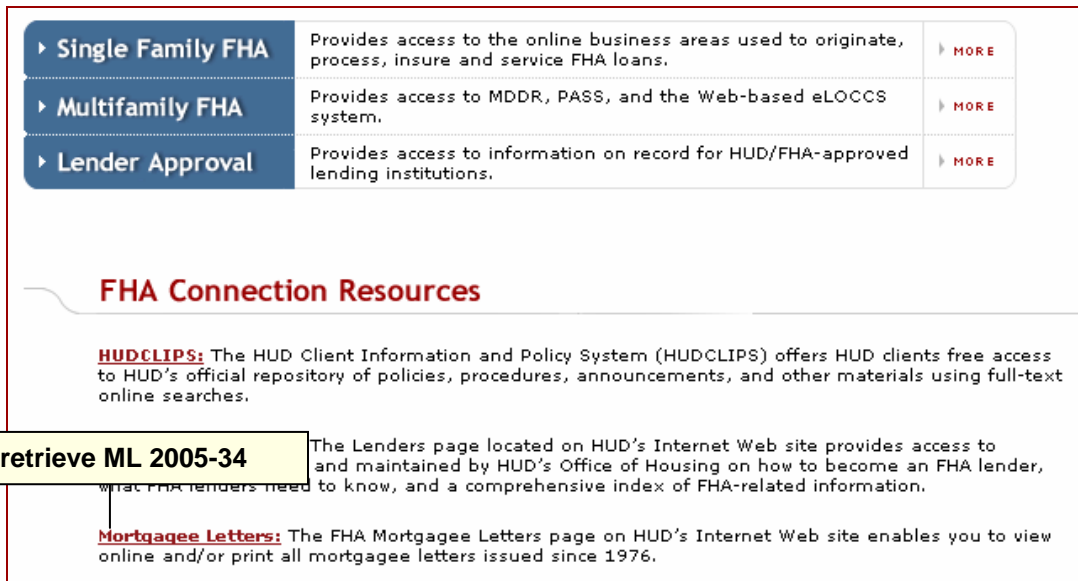 Single Family FHA
Provides access to the online business areas used to originate,
process, insure and service FHA loans.
MORE
Multifamily FHA
Provides access to MDDR, PASS, and the Web-based eLOCCS
system.
MORE
Lender Approval
Provides access to information on record for HUD/FHA-approved
lending institutions.
MORE
FHA Connection Resources
HUDCLIPS: The HUD Client Information and Policy System (HUDCLIPS) offers HUD clients free access
to HUD's official repository of policies, procedures, announcements, and other materials using full-text
online searches.
retrieve ML 2005-34
The Lenders page located on HUD's Internet Web site provides access to
and maintained by HUD's Office of Housing on how to become an FHA lender,
what FHA lenders need to know, and a comprehensive index of FHA-related information.
Mortgagee Letters: The FHA Mortgagee Letters page on HUD's Internet Web site enables you to view
online and/or print all mortgagee letters issued since 1976.